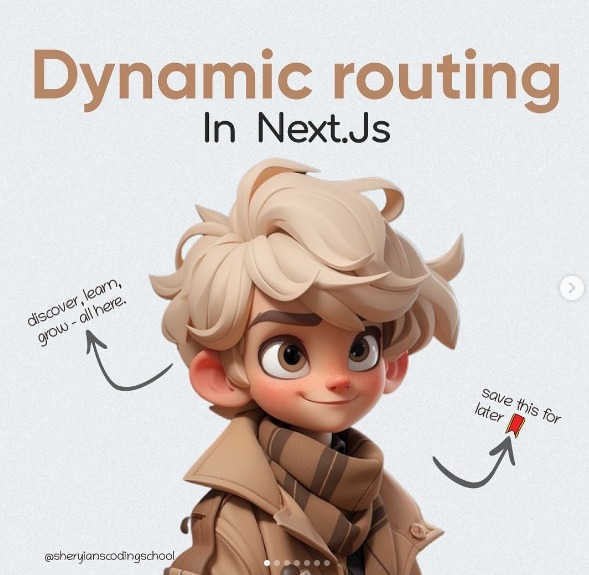 Dynamic routing
In Next.Js
discover, learn,
grow - all here.
save this for
later
@sheryianscodingschool